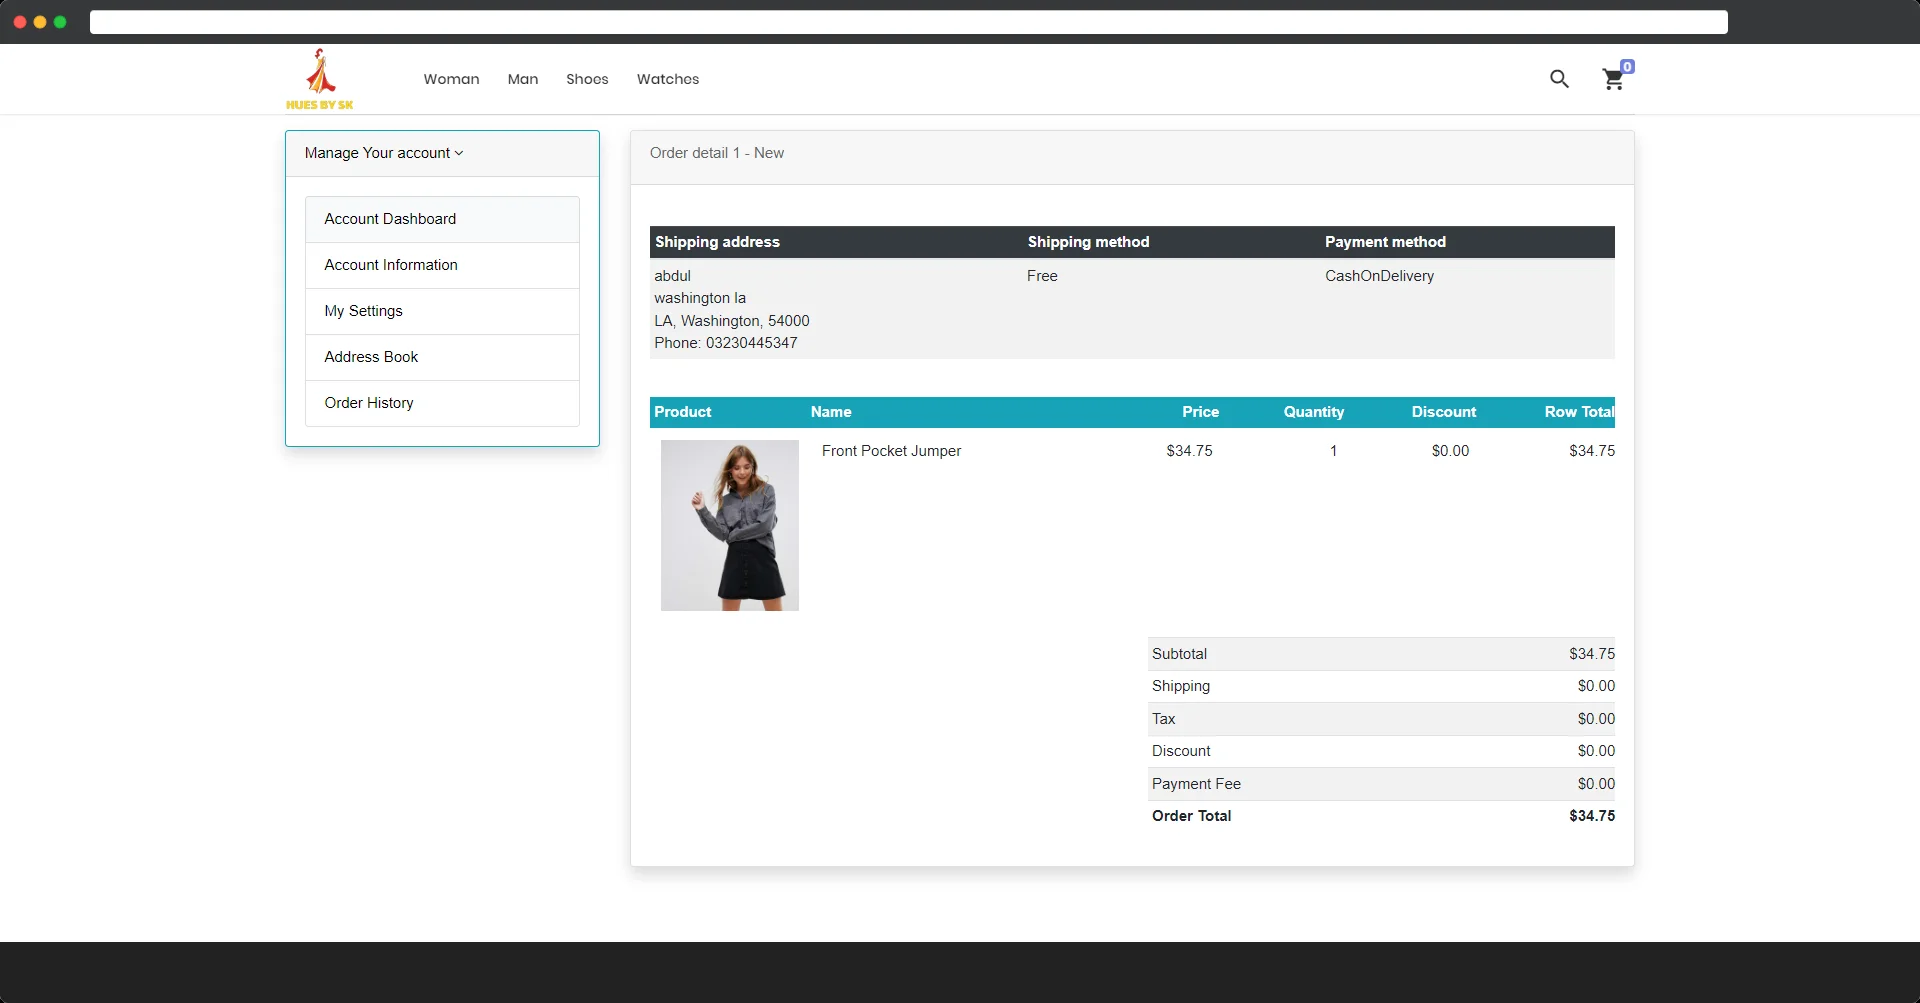 HUES BY SK
Woman Man Shoes Watches
0
Manage Your account
Account Dashboard
Account Information
My Settings
Address Book
Order History
Order detail 1 - New
Shipping address Shipping method Payment method
abdul Free CashOnDelivery
washington la
LA, Washington, 54000
Phone: 03230445347
Product Name Price Quantity Discount Row Total
Front Pocket Jumper $34.75 1 $0.00 $34.75
Subtotal $34.75
Shipping $0.00
Tax $0.00
Discount $0.00
Payment Fee $0.00
Order Total $34.75